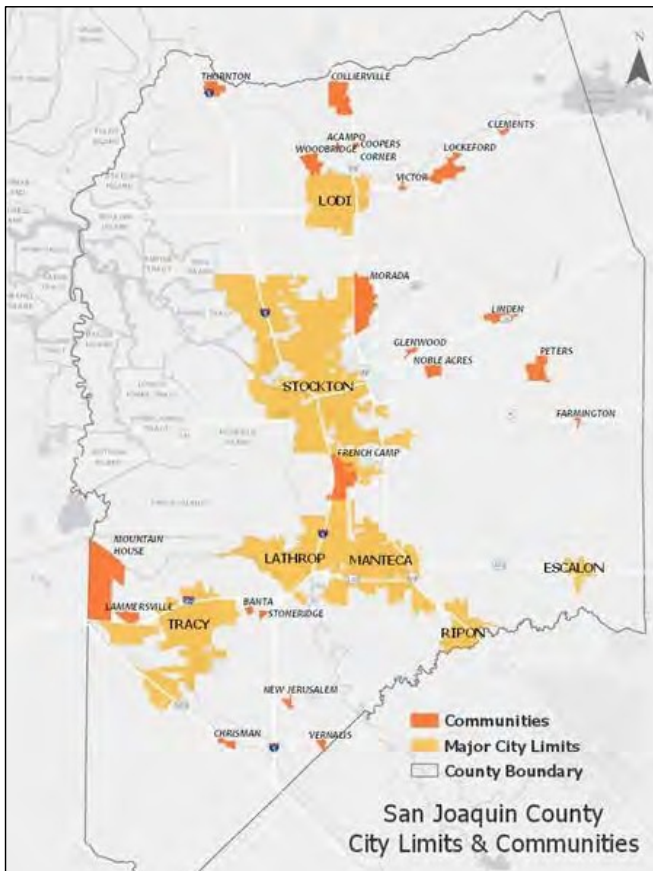 N
THORNTON
COLLIERVILLE
CLEMENTS
ACAMPO
COOPERS
CORNER
WOODBRIDGE
LOCKEFORD
VICTOR
LODI
MORADA
LINDEN
GLENWOOD
NOBLE ACRES
PETERS
STOCKTON
FARMINGTON
FRENCH CAMP
MOUNTAIN
HOUSE
LATHROP
MANTECA
ESCALON
LAMMERSVILLE
BANTA
STONERIDGE
TRACY
RIPON
NEW JERUSALEM
CHRISMAN
VERNALIS
Communities
Major City Limits
County Boundary
San Joaquin County
City Limits & Communities